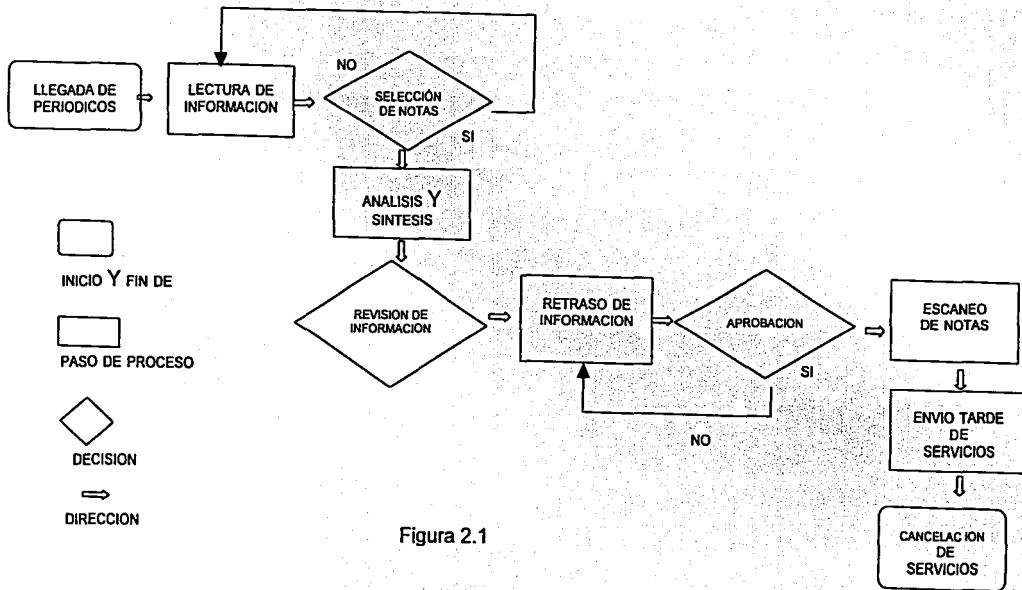 LLEGADA DE
PERIODICOS
LECTURA DE
INFORMACION
NO
SELECCIÓN
DE NOTAS
SI
ANALISIS Y
SINTESIS
REVISION DE
INFORMACION
RETRASO DE
INFORMACION
APROBACION
SI
NO
ESCANEO
DE NOTAS
ENVIO TARDE
DE
SERVICIOS
CANCELACION
DE
SERVICIOS
INICIO Y FIN DE
PASO DE PROCESO
DECISION
DIRECCION
Figura 2.1